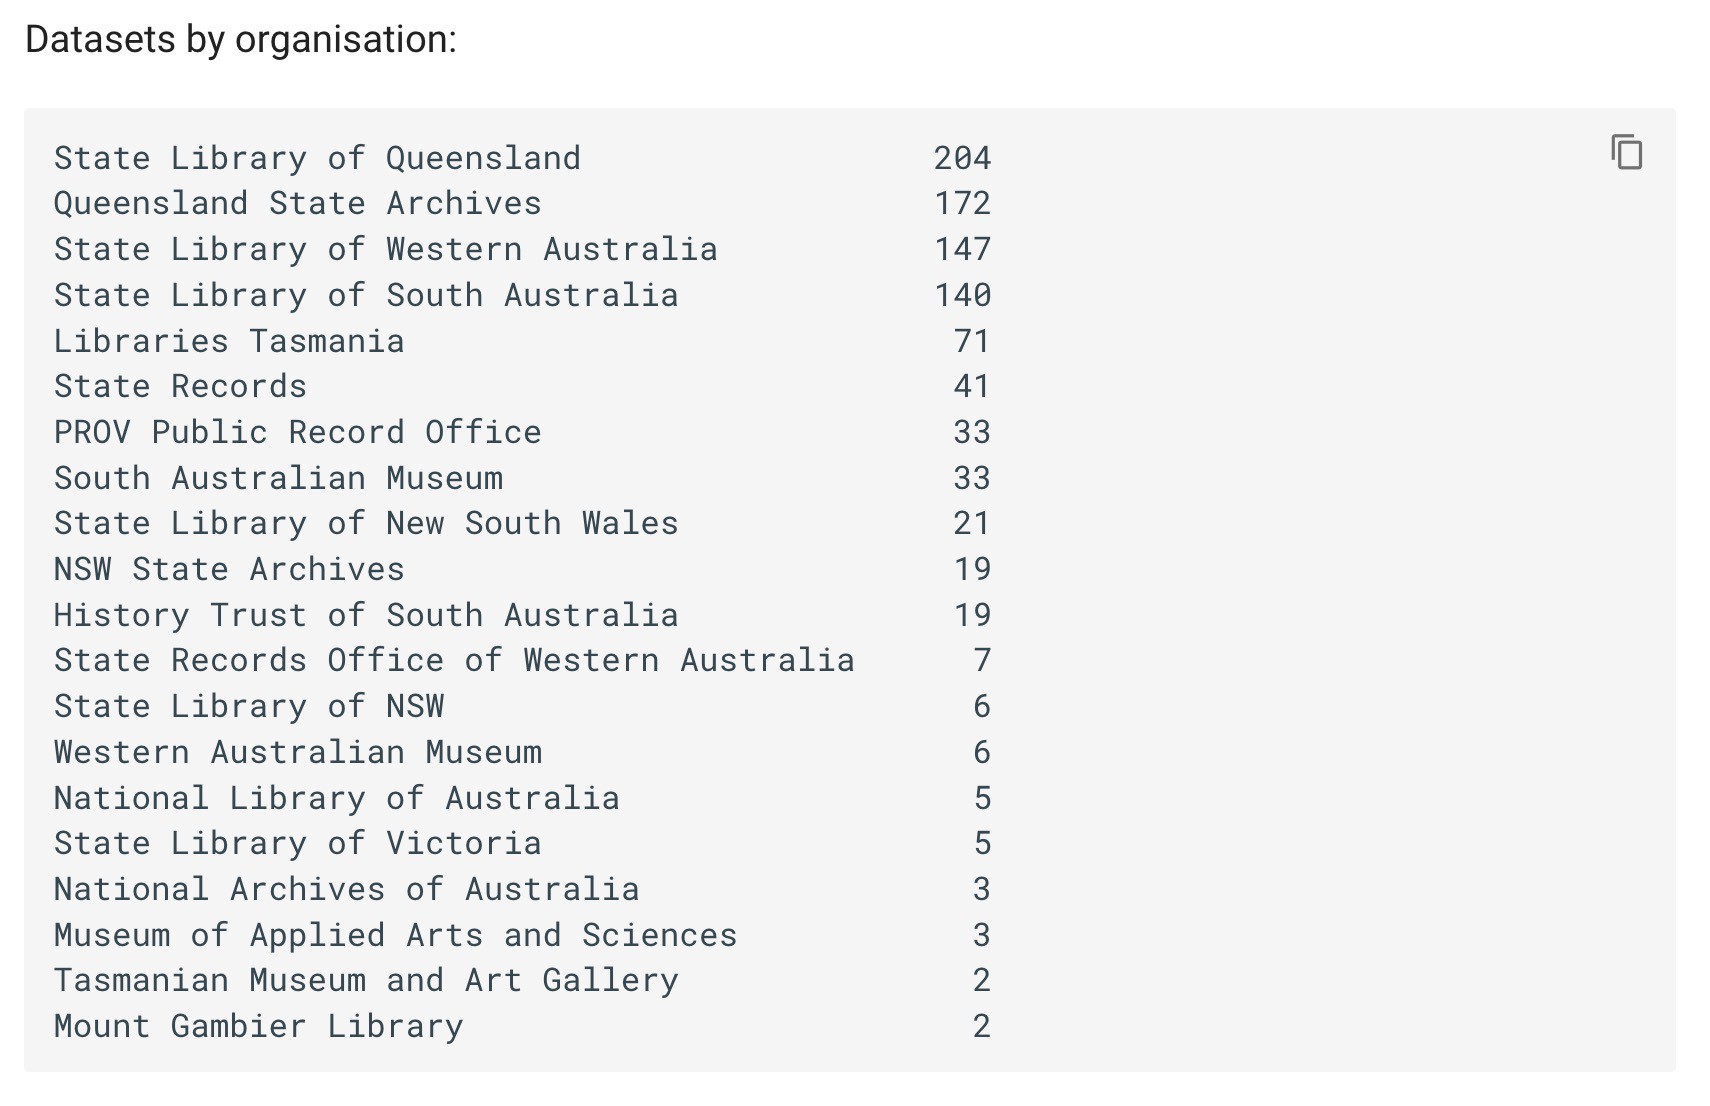 Datasets by organisation:
State Library of Queensland 204
Queensland State Archives 172
State Library of Western Australia 147
State Library of South Australia 140
Libraries Tasmania 71
State Records 41
PROV Public Record Office 33
South Australian Museum 33
State Library of New South Wales 21
NSW State Archives 19
History Trust of South Australia 19
State Records Office of Western Australia 7
State Library of NSW 6
Western Australian Museum 6
National Library of Australia 5
State Library of Victoria 5
National Archives of Australia 3
Museum of Applied Arts and Sciences 3
Tasmanian Museum and Art Gallery 2
Mount Gambier Library 2